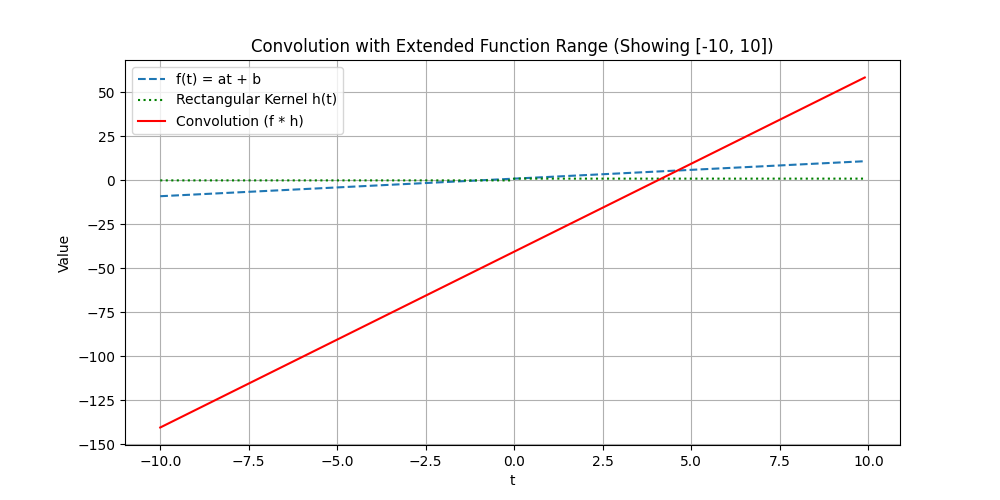 Convolution with Extended Function Range (Showing [-10, 10])
f(t) = at + b
Rectangular Kernel h(t)
Convolution (f * h)
50
25
0
−25
−50
−75
−100
−125
−150
Value
−10.0 −7.5 −5.0 −2.5 0.0 2.5 5.0 7.5 10.0
t